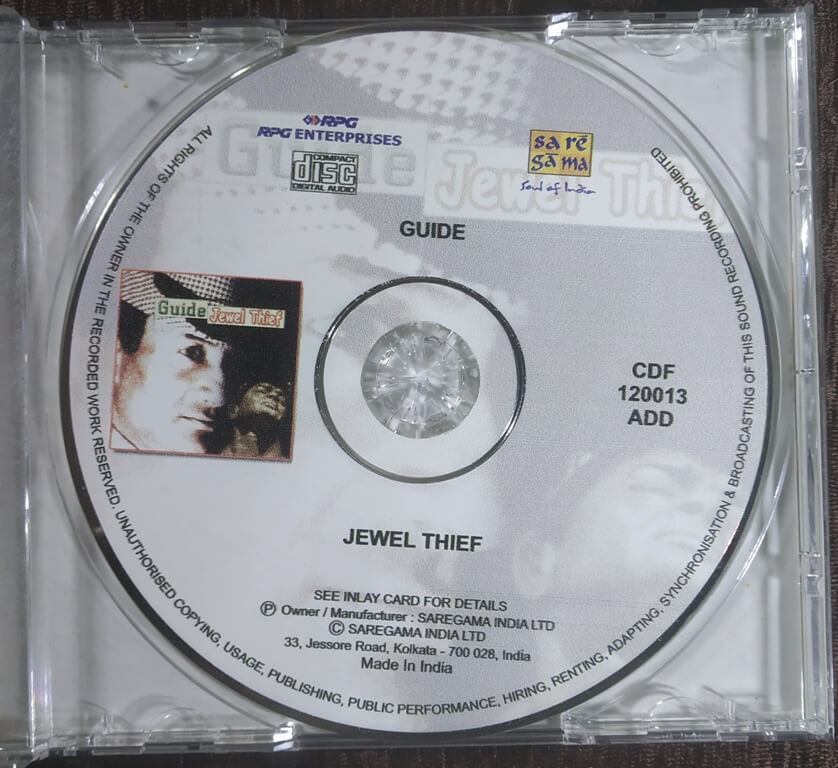 RPG
RPG ENTERPRISES
COMPACT
disc
DIGITAL AUDIO
sa rē
gā ma
Soul of India
Guide
Jewel Thief
GUIDE
Guide Jewel Thief
CDF
120013
ADD
JEWEL THIEF
SEE INLAY CARD FOR DETAILS
Ⓟ Owner / Manufacturer : SAREGAMA INDIA LTD
© SAREGAMA INDIA LTD
33, Jessore Road, Kolkata - 700 028, India
Made In India
ALL RIGHTS OF THE OWNER IN THE RECORDED WORK RESERVED. UNAUTHORISED COPYING, USAGE, PUBLISHING, PUBLIC PERFORMANCE, HIRING, RENTING, ADAPTING, SYNCHRONISATION & BROADCASTING OF THIS SOUND RECORDING PROHIBITED